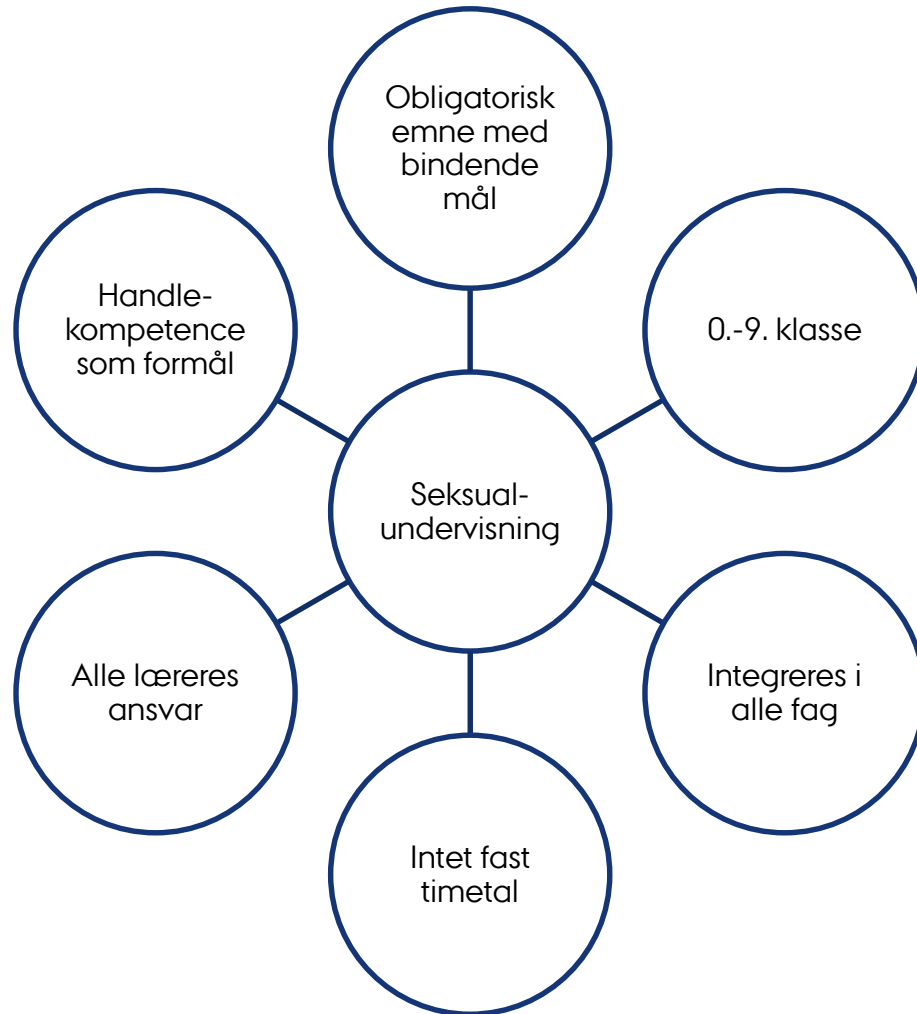 Obligatorisk
emne med
bindende
mål
Handle-
kompetence
som formål
0.-9. klasse
Seksual-
undervisning
Alle læreres
ansvar
Integreres i
alle fag
Intet fast
timetal